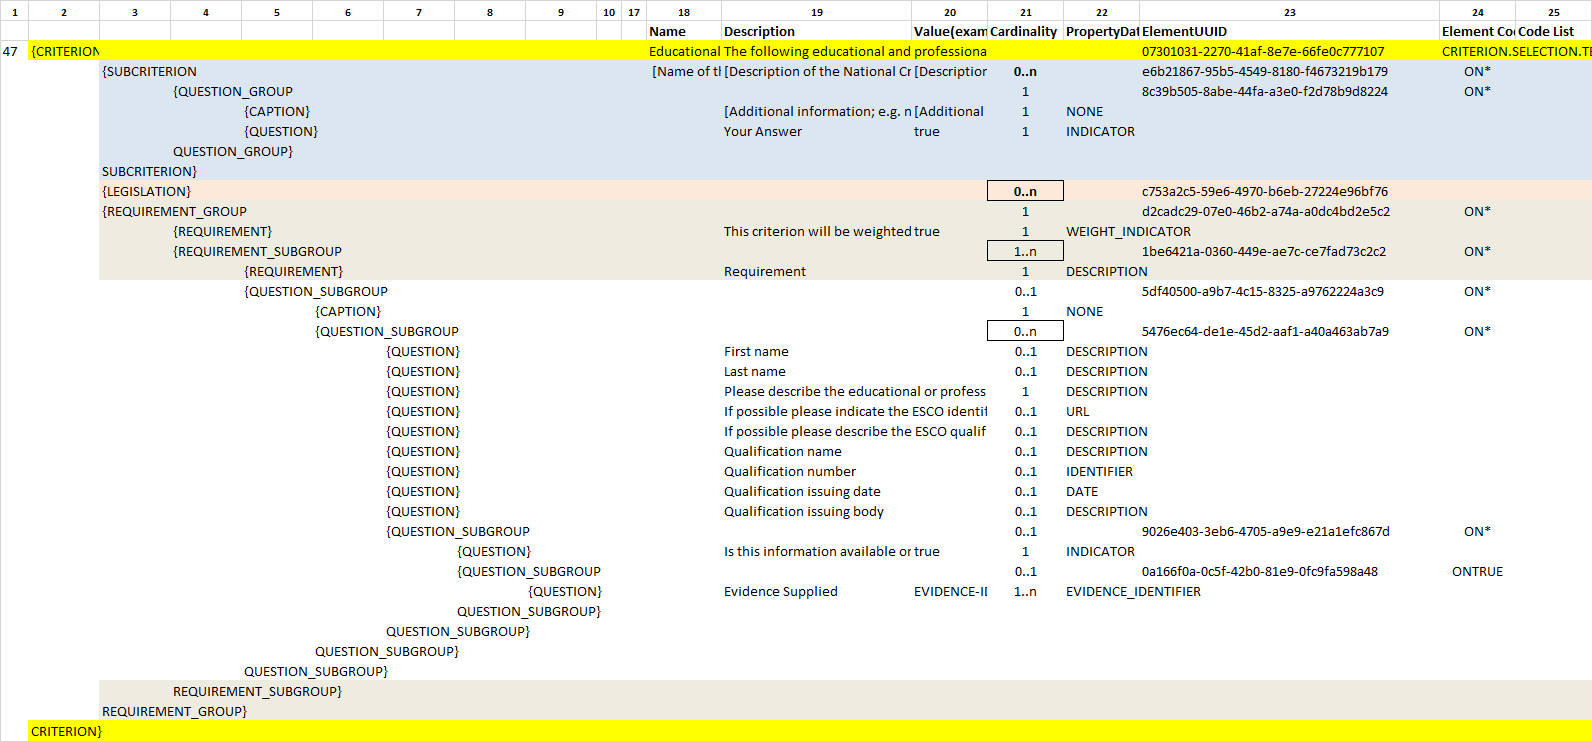 1 2 3 4 5 6 7 8 9 10 17 18 19 20 21 22 23 24 25
Name Description Value(exam Cardinality PropertyDat ElementUUID Element Co Code List
47 {CRITERION Educational The following educational and professiona 07301031-2270-41af-8e7e-66fe0c777107 CRITERION.SELECTION.TE
{SUBCRITERION [Name of th [Description of the National Cr [Description 0..n e6b21867-95b5-4549-8180-f4673219b179 ON*
{QUESTION_GROUP 1 8c39b505-8abe-44fa-a3e0-f2d78b9d8224 ON*
{CAPTION} [Additional information; e.g. n [Additional 1 NONE
{QUESTION} Your Answer true 1 INDICATOR
QUESTION_GROUP}
SUBCRITERION}
{LEGISLATION} 0..n c753a2c5-59e6-4970-b6eb-27224e96bf76
{REQUIREMENT_GROUP 1 d2cadc29-07e0-46b2-a74a-a0dc4bd2e5c2 ON*
{REQUIREMENT} This criterion will be weighted true 1 WEIGHT_INDICATOR
{REQUIREMENT_SUBGROUP 1..n 1be6421a-0360-449e-ae7c-ce7fad73c2c2 ON*
{REQUIREMENT} Requirement 1 DESCRIPTION
{QUESTION_SUBGROUP 0..1 5df40500-a9b7-4c15-8325-a9762224a3c9 ON*
{CAPTION} 1 NONE
{QUESTION_SUBGROUP 0..n 5476ec64-de1e-45d2-aaf1-a40a463ab7a9 ON*
{QUESTION} First name 0..1 DESCRIPTION
{QUESTION} Last name 0..1 DESCRIPTION
{QUESTION} Please describe the educational or profess 1 DESCRIPTION
{QUESTION} If possible please indicate the ESCO identif 0..1 URL
{QUESTION} If possible please describe the ESCO qualif 0..1 DESCRIPTION
{QUESTION} Qualification name 0..1 DESCRIPTION
{QUESTION} Qualification number 0..1 IDENTIFIER
{QUESTION} Qualification issuing date 0..1 DATE
{QUESTION} Qualification issuing body 0..1 DESCRIPTION
{QUESTION_SUBGROUP 0..1 9026e403-3eb6-4705-a9e9-e21a1efc867d ON*
{QUESTION} Is this information available or true 1 INDICATOR
{QUESTION_SUBGROUP 0..1 0a166f0a-0c5f-42b0-81e9-0fc9fa598a48 ONTRUE
{QUESTION} Evidence Supplied EVIDENCE-II 1..n EVIDENCE_IDENTIFIER
QUESTION_SUBGROUP}
QUESTION_SUBGROUP}
QUESTION_SUBGROUP}
QUESTION_SUBGROUP}
REQUIREMENT_SUBGROUP}
REQUIREMENT_GROUP}
CRITERION}